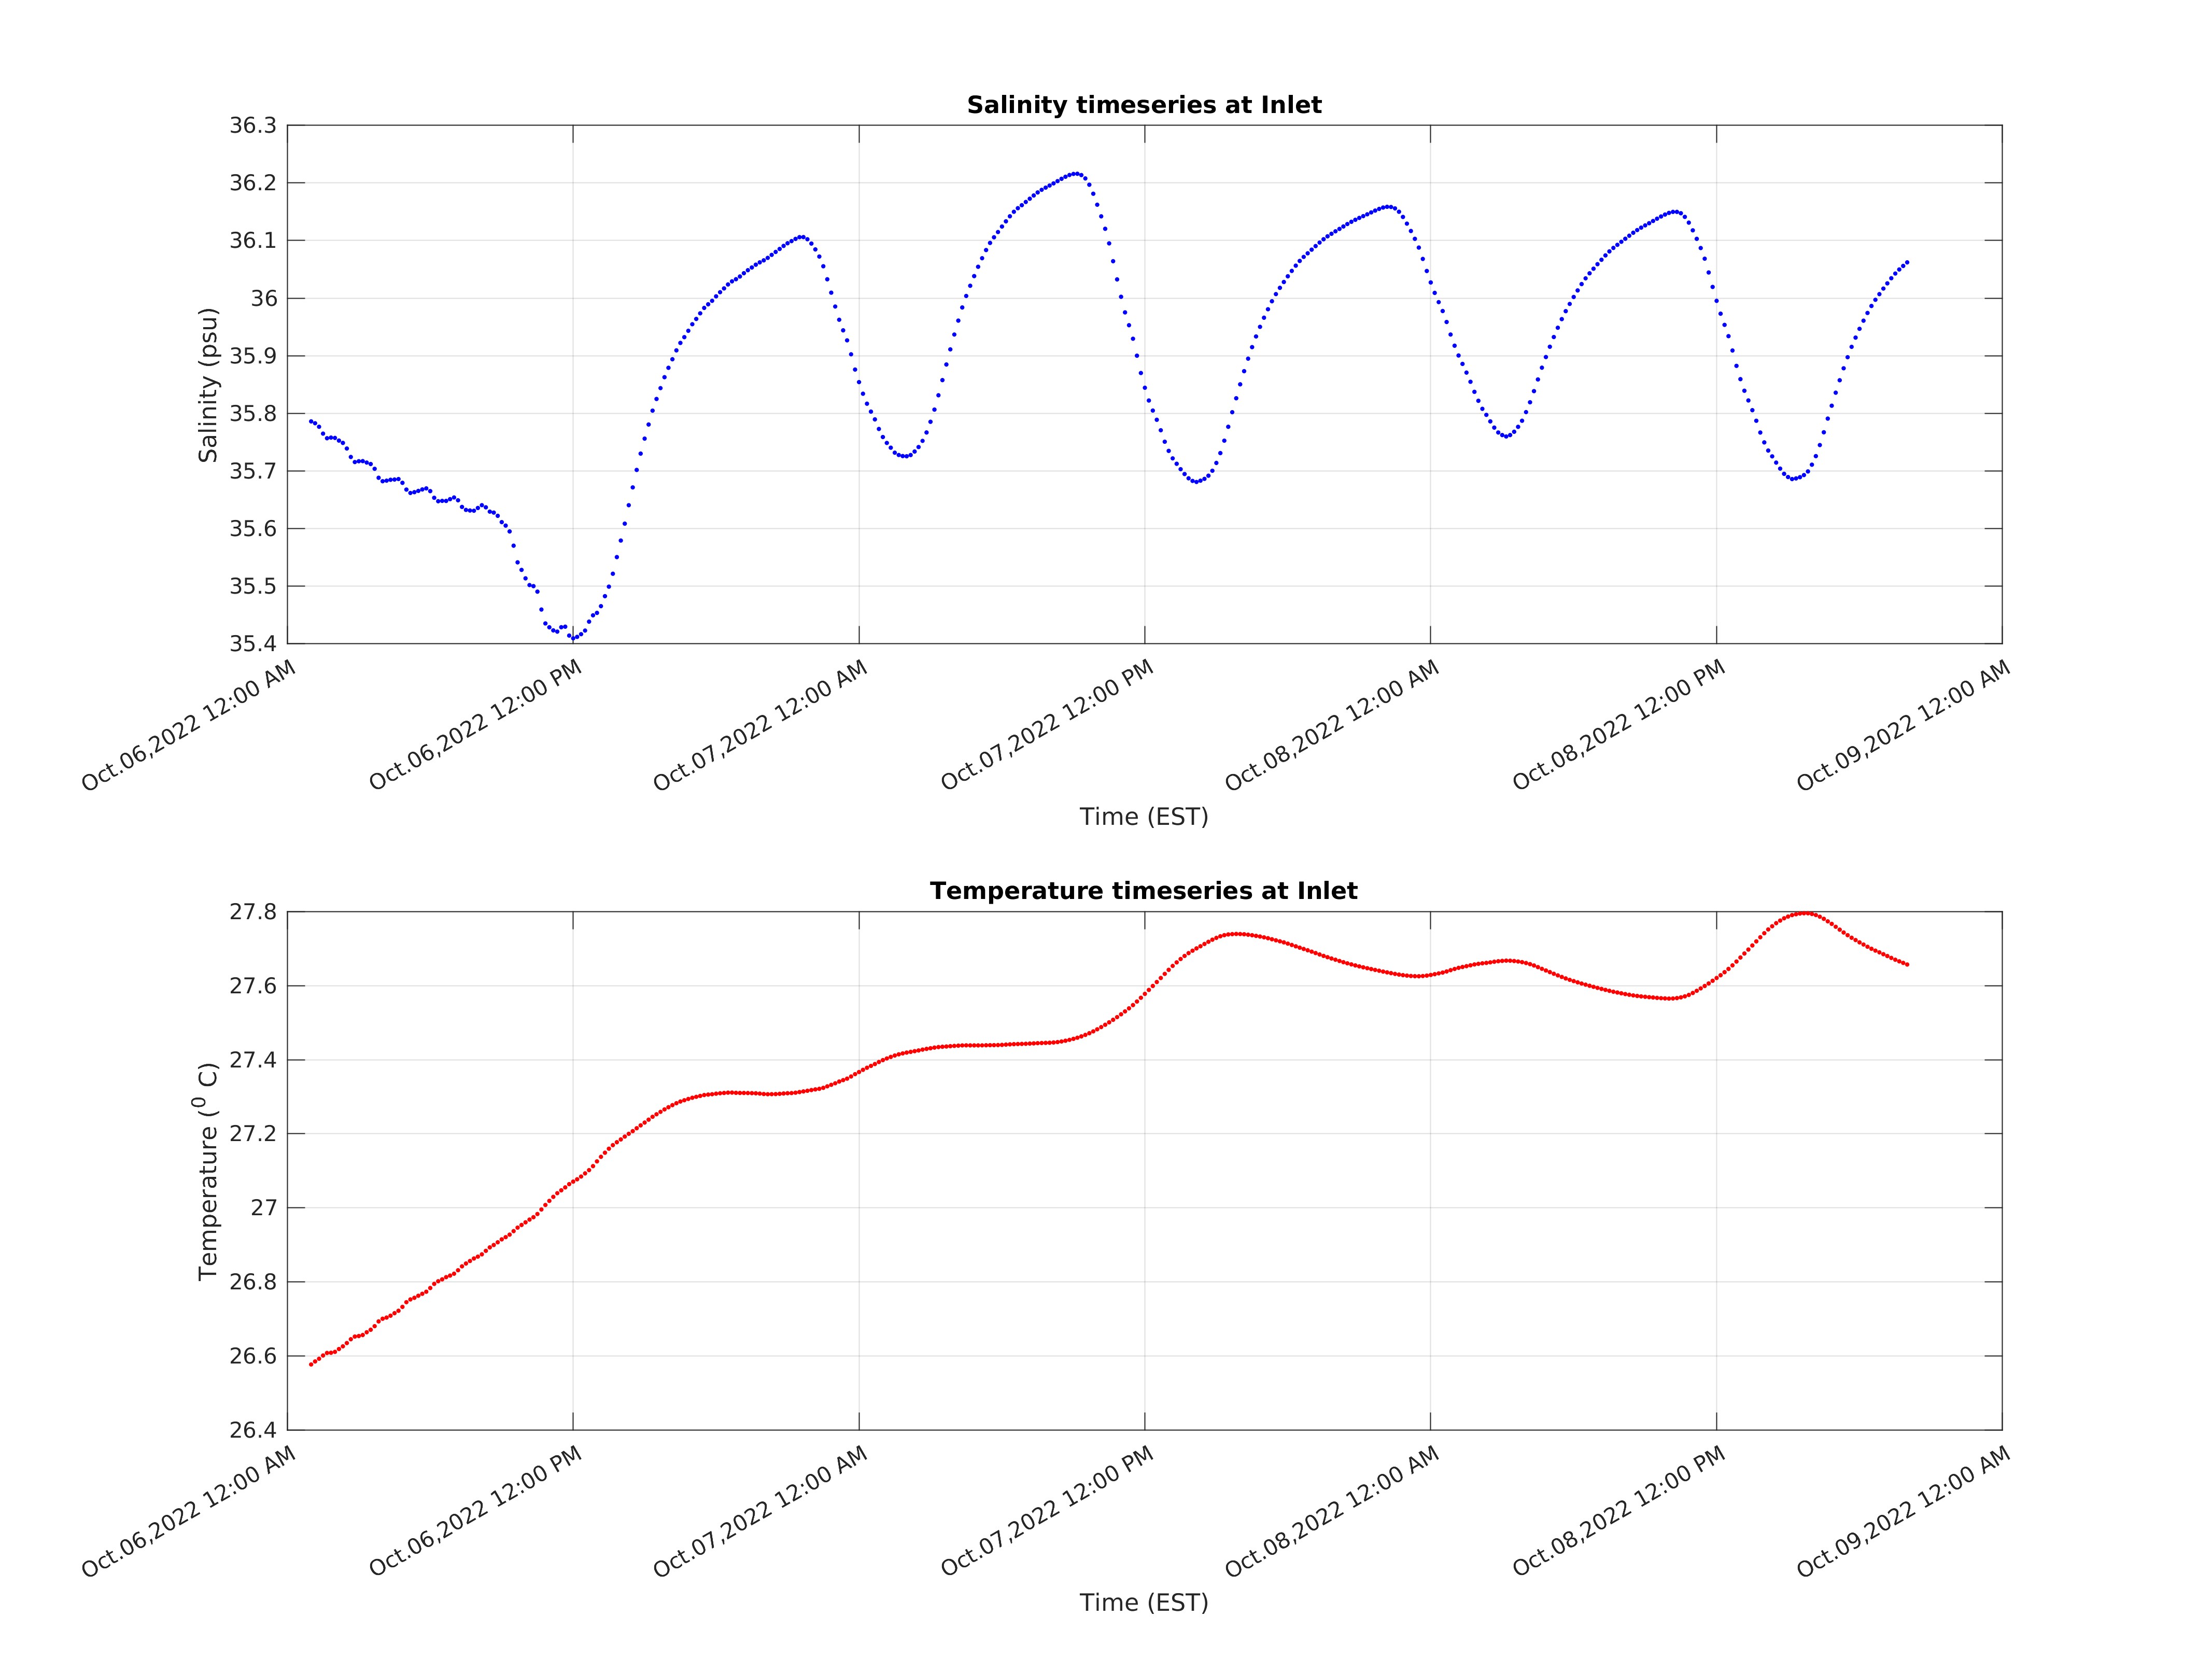 Salinity timeseries at Inlet
36.3
36.2
36.1
36
35.9
35.8
35.7
35.6
35.5
35.4
Salinity (psu)
Oct.06,2022 12:00 AM
Oct.06,2022 12:00 PM
Oct.07,2022 12:00 AM
Oct.07,2022 12:00 PM
Oct.08,2022 12:00 AM
Oct.08,2022 12:00 PM
Oct.09,2022 12:00 AM
Time (EST)
Temperature timeseries at Inlet
27.8
27.6
27.4
27.2
27
26.8
26.6
26.4
Temperature (⁰ C)
Oct.06,2022 12:00 AM
Oct.06,2022 12:00 PM
Oct.07,2022 12:00 AM
Oct.07,2022 12:00 PM
Oct.08,2022 12:00 AM
Oct.08,2022 12:00 PM
Oct.09,2022 12:00 AM
Time (EST)